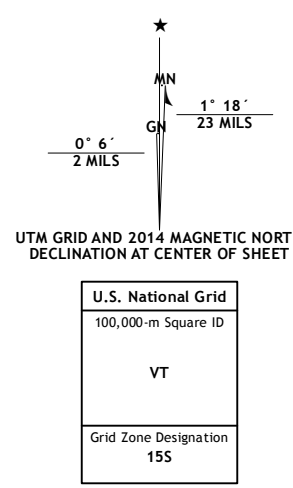 MN
1° 18´
23 MILS
GN
0° 6´
2 MILS
UTM GRID AND 2014 MAGNETIC NORT
DECLINATION AT CENTER OF SHEET
U.S. National Grid
100,000-m Square ID
VT
Grid Zone Designation
15S